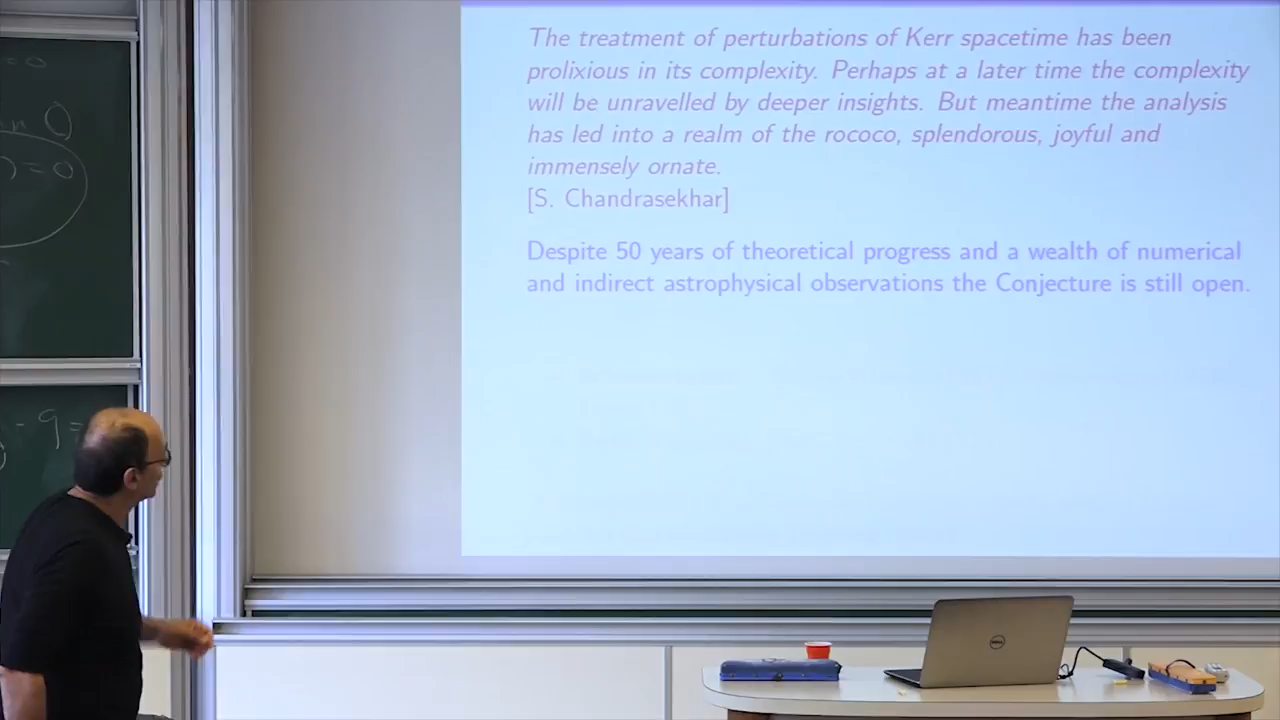 The treatment of perturbations of Kerr spacetime has been
prolixious in its complexity. Perhaps at a later time the complexity
will be unravelled by deeper insights. But meantime the analysis
has led into a realm of the rococo, splendorous, joyful and
immensely ornate.
[S. Chandrasekhar]
Despite 50 years of theoretical progress and a wealth of numerical
and indirect astrophysical observations the Conjecture is still open.
= 0
) = 0
- g =
DELL